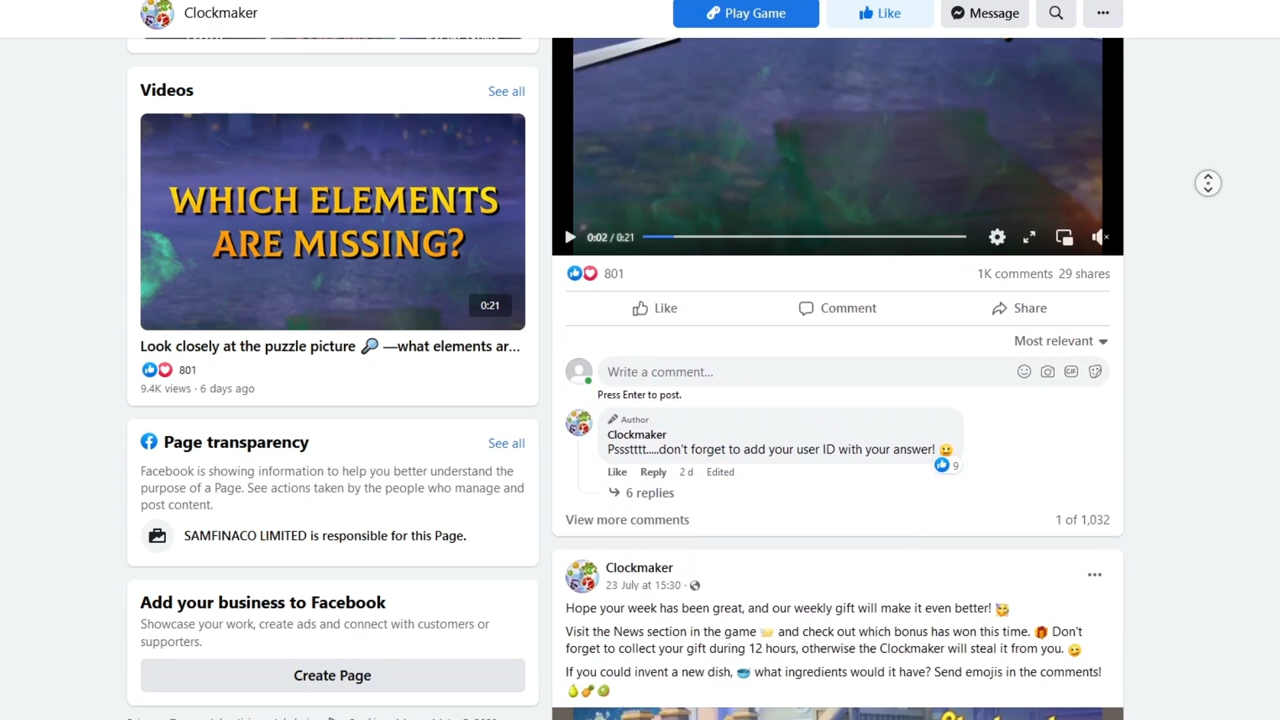 Clockmaker
Play Game
Like
Message
Videos
See all
WHICH ELEMENTS
ARE MISSING?
0:21
Look closely at the puzzle picture 🔎 —what elements ar...
801
9.4K views · 6 days ago
Page transparency
See all
Facebook is showing information to help you better understand the
purpose of a Page. See actions taken by the people who manage and
post content.
SAMFINACO LIMITED is responsible for this Page.
Add your business to Facebook
Showcase your work, create ads and connect with customers or
supporters.
Create Page
0:02 / 0:21
801
1K comments 29 shares
Like
Comment
Share
Most relevant
Write a comment...
GIF
Press Enter to post.
Author
Clockmaker
Pssstttt.....don't forget to add your user ID with your answer! 😀
9
Like Reply 2 d Edited
6 replies
View more comments
1 of 1,032
Clockmaker
23 July at 15:30 ·
Hope your week has been great, and our weekly gift will make it even better! 🥰
Visit the News section in the game 📨 and check out which bonus has won this time. 🎁 Don't
forget to collect your gift during 12 hours, otherwise the Clockmaker will steal it from you. 😉
If you could invent a new dish, 🍲 what ingredients would it have? Send emojis in the comments!
🍐🍍🥝